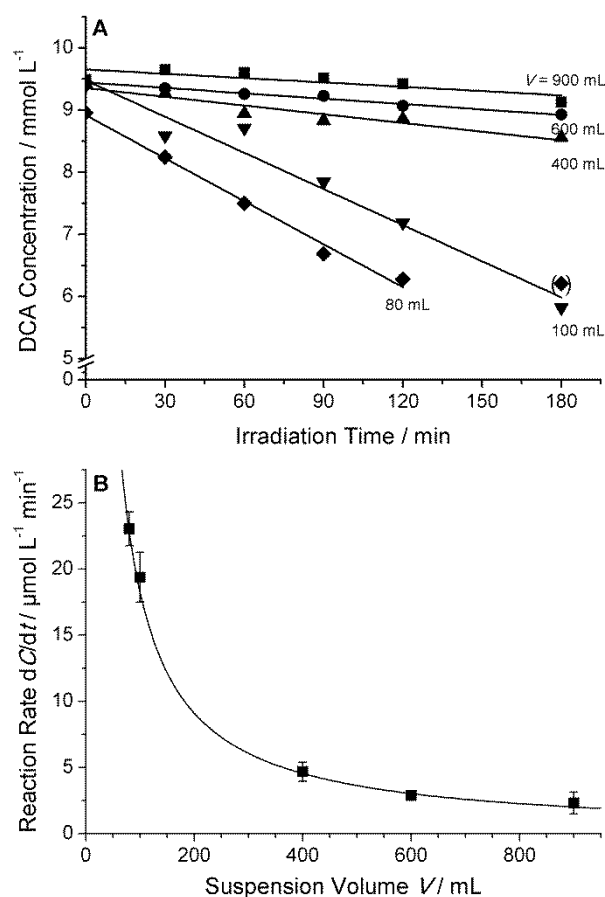 A
10
9
8
7
6
5
0
DCA Concentration / mmol L⁻¹
V = 900 mL
600 mL
400 mL
( )
80 mL
100 mL
0 30 60 90 120 150 180
Irradiation Time / min
B
25
20
15
10
5
0
Reaction Rate dC/dt / µmol L⁻¹ min⁻¹
0 200 400 600 800
Suspension Volume V / mL